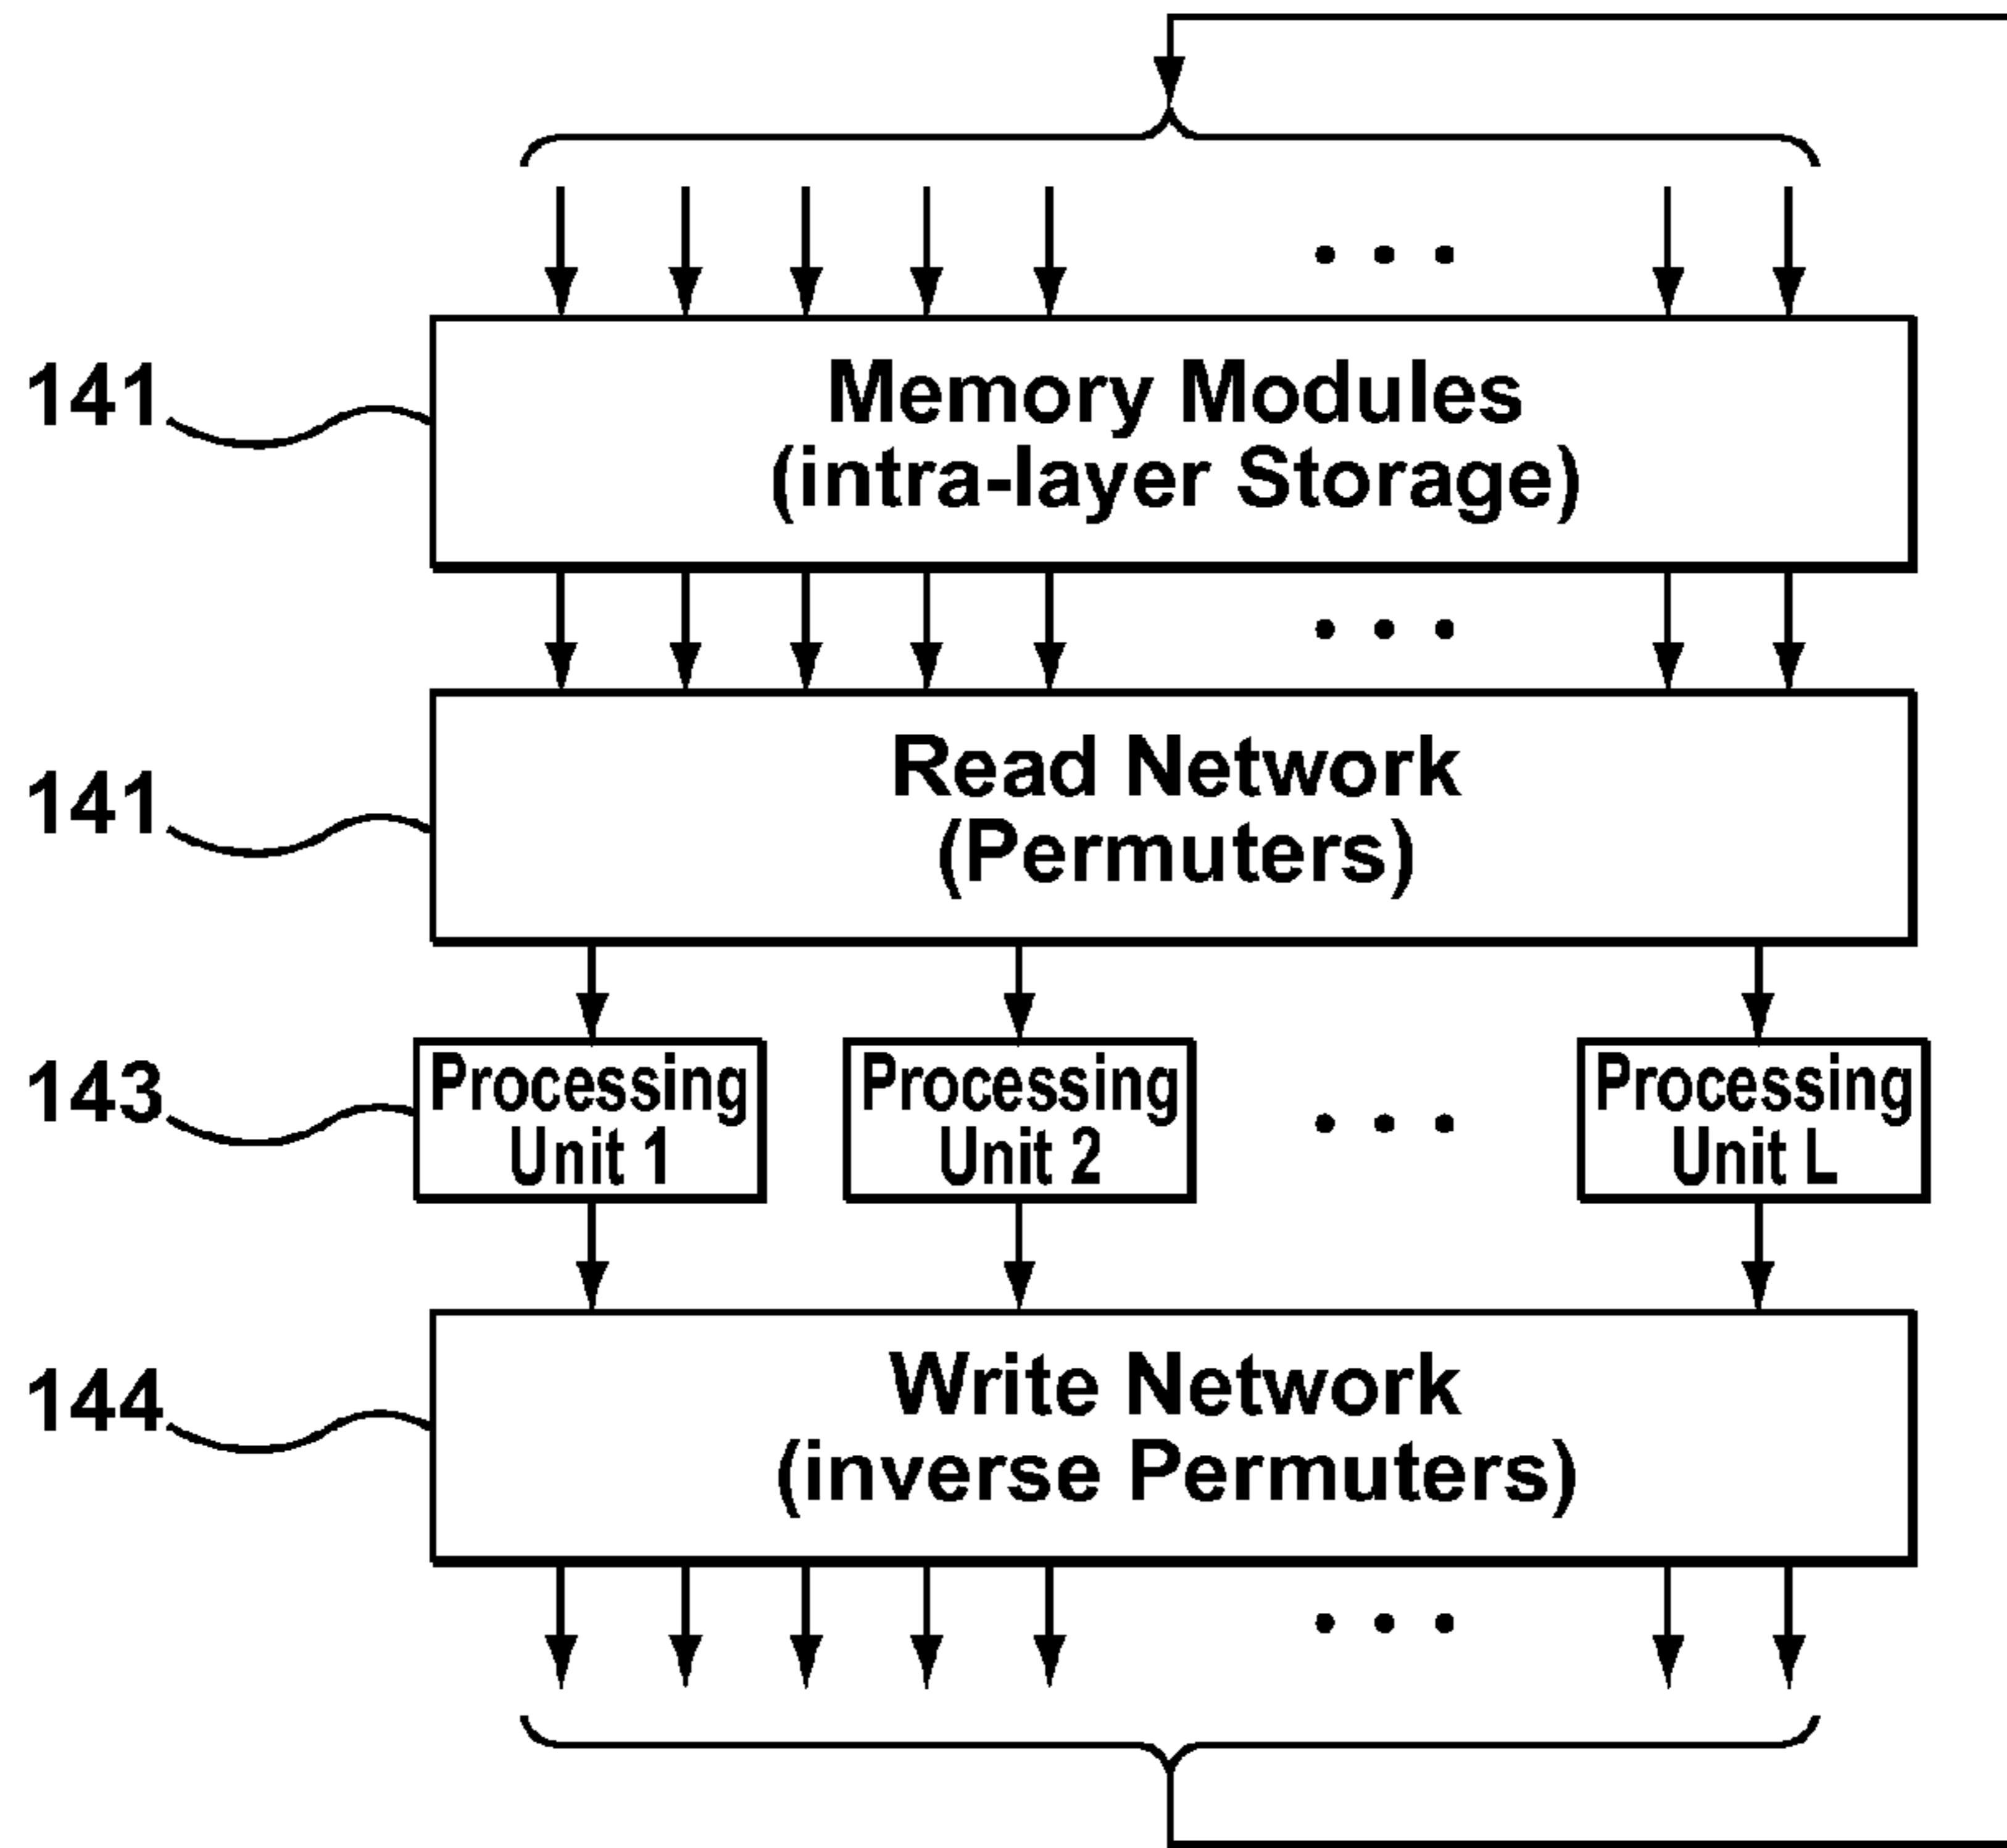 141
Memory Modules
(intra-layer Storage)
141
Read Network
(Permuters)
143
Processing
Unit 1
Processing
Unit 2
. . .
Processing
Unit L
144
Write Network
(inverse Permuters)